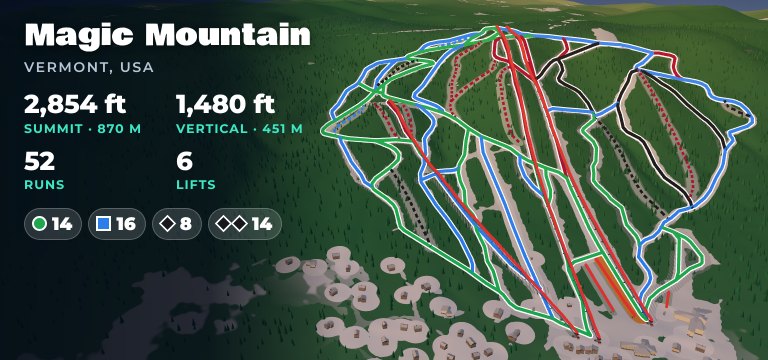 Magic Mountain
VERMONT, USA
2,854 ft 1,480 ft
SUMMIT · 870 M VERTICAL · 451 M
52 6
RUNS LIFTS
14 16 8 14